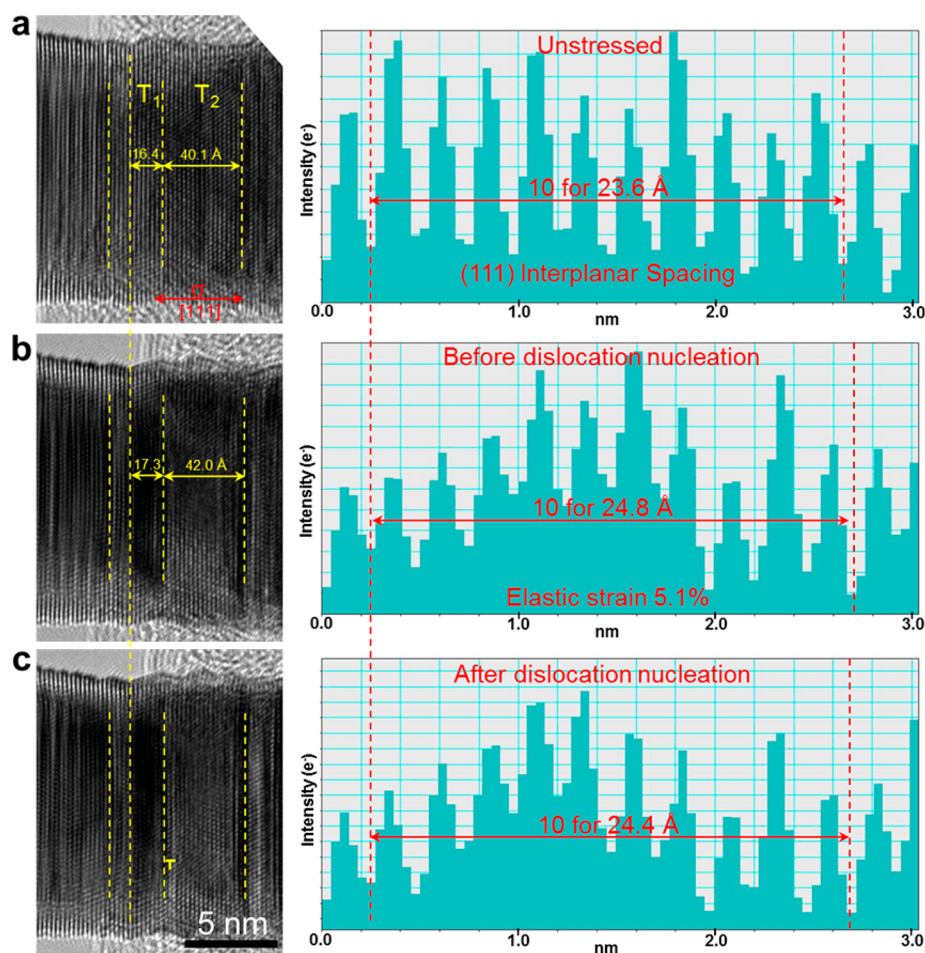 a
T1
T2
16.4
40.1 Å
σ
[111]
Unstressed
10 for 23.6 Å
(111) Interplanar Spacing
Intensity (e-)
0.0
1.0
2.0
3.0
nm
b
17.3
42.0 Å
Before dislocation nucleation
10 for 24.8 Å
Elastic strain 5.1%
Intensity (e-)
0.0
1.0
2.0
3.0
nm
c
T
5 nm
After dislocation nucleation
10 for 24.4 Å
Intensity (e-)
0.0
1.0
2.0
3.0
nm